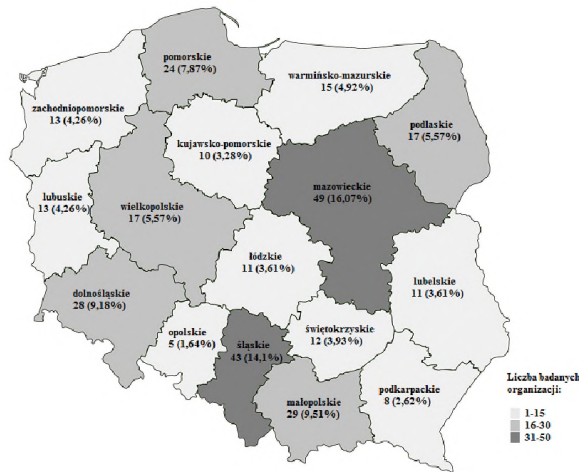 pomorskie
24 (7,87%)
warmińsko-mazurskie
15 (4,92%)
zachodniopomorskie
13 (4,26%)
podlaskie
17 (5,57%)
kujawsko-pomorskie
10 (3,28%)
mazowieckie
49 (16,07%)
lubuskie
13 (4,26%)
wielkopolskie
17 (5,57%)
łódzkie
11 (3,61%)
lubelskie
11 (3,61%)
dolnośląskie
28 (9,18%)
opolskie
5 (1,64%)
śląskie
43 (14,1%)
świętokrzyskie
12 (3,93%)
małopolskie
29 (9,51%)
podkarpackie
8 (2,62%)
Liczba badanych
organizacji:
1-15
16-30
31-50